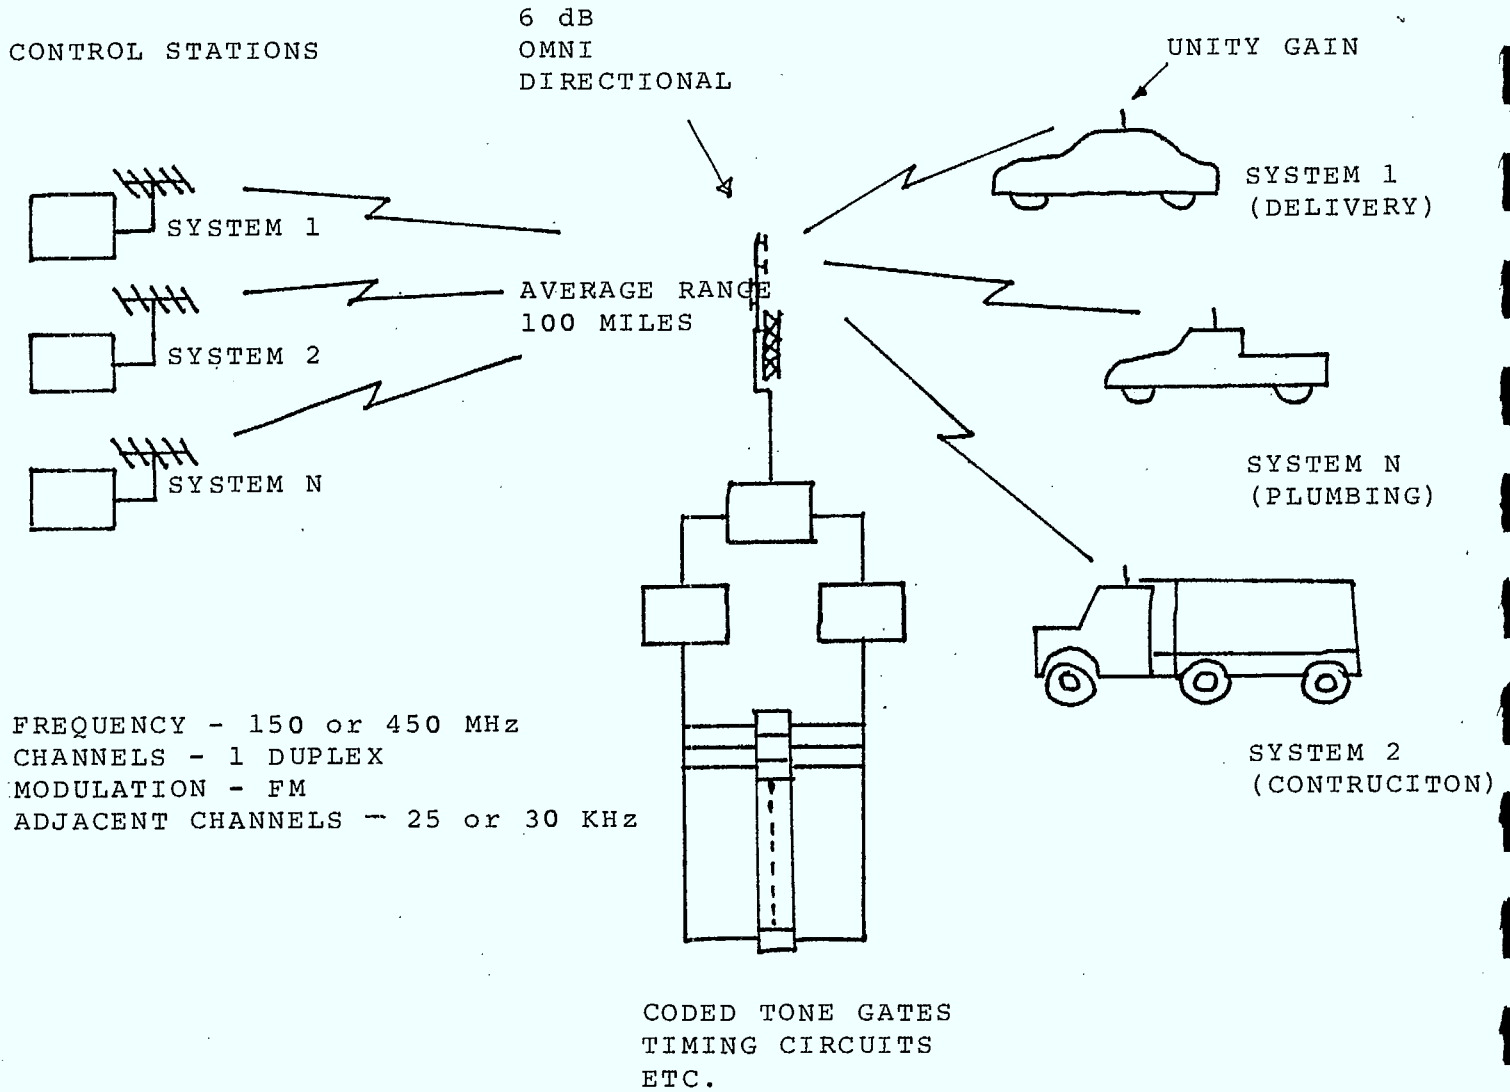 CONTROL STATIONS
6 dB
OMNI
DIRECTIONAL
UNITY GAIN
SYSTEM 1
SYSTEM 2
SYSTEM N
AVERAGE RANGE
100 MILES
SYSTEM 1
(DELIVERY)
SYSTEM N
(PLUMBING)
SYSTEM 2
(CONTRUCITON)
FREQUENCY - 150 or 450 MHz
CHANNELS - 1 DUPLEX
MODULATION - FM
ADJACENT CHANNELS - 25 or 30 KHz
CODED TONE GATES
TIMING CIRCUITS
ETC.